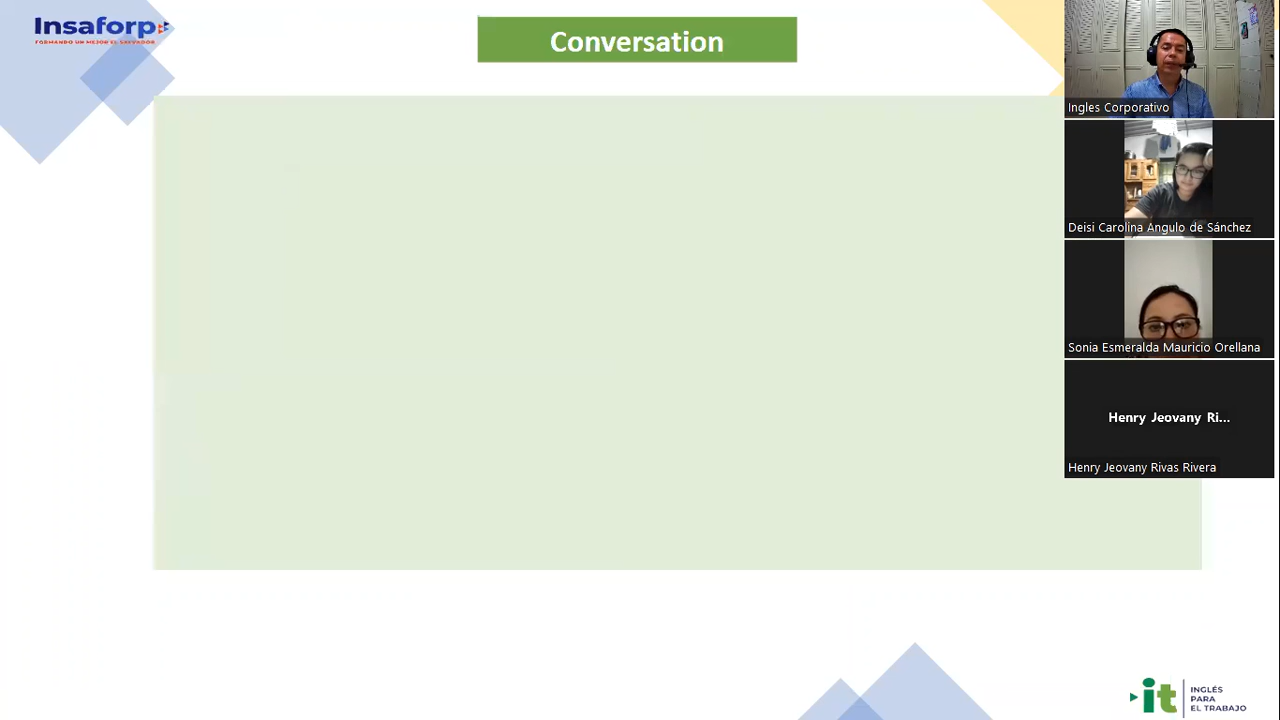 Insaforp
FORMANDO UN MEJOR EL SALVADOR
Conversation
Ingles Corporativo
Deisi Carolina Angulo de Sánchez
Sonia Esmeralda Mauricio Orellana
Henry Jeovany Ri...
Henry Jeovany Rivas Rivera
it
INGLÉS
PARA
EL TRABAJO